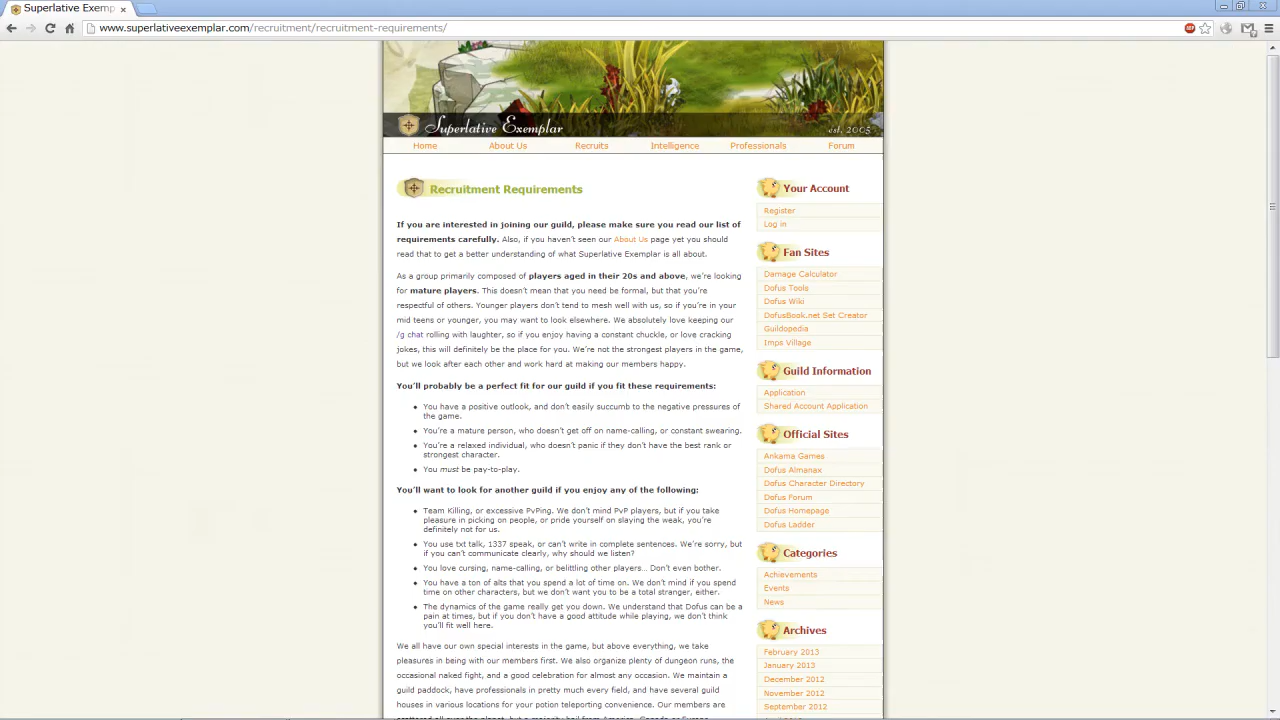 Superlative Exemp
www.superlativeexemplar.com/recruitment/recruitment-requirements/
Superlative Exemplar
est. 2005
Home About Us Recruits Intelligence Professionals Forum
Recruitment Requirements
If you are interested in joining our guild, please make sure you read our list of
requirements carefully. Also, if you haven't seen our About Us page yet you should
read that to get a better understanding of what Superlative Exemplar is all about.
As a group primarily composed of players aged in their 20s and above, we're looking
for mature players. This doesn't mean that you need be formal, but that you're
respectful of others. Younger players don't tend to mesh well with us, so if you're in your
mid teens or younger, you may want to look elsewhere. We absolutely love keeping our
/g chat rolling with laughter, so if you enjoy having a constant chuckle, or love cracking
jokes, this will definitely be the place for you. We're not the strongest players in the game,
but we look after each other and work hard at making our members happy.
You'll probably be a perfect fit for our guild if you fit these requirements:
• You have a positive outlook, and don't easily succumb to the negative pressures of
the game.
• You're a mature person, who doesn't get off on name-calling, or constant swearing.
• You're a relaxed individual, who doesn't panic if they don't have the best rank or
strongest character.
• You must be pay-to-play.
You'll want to look for another guild if you enjoy any of the following:
• Team Killing, or excessive PvPing. We don't mind PvP players, but if you take
pleasure in picking on people, or pride yourself on slaying the weak, you're
definitely not for us.
• You use txt talk, 1337 speak, or can't write in complete sentences. We're sorry, but
if you can't communicate clearly, why should we listen?
• You love cursing, name-calling, or belittling other players... Don't even bother.
• You have a ton of alts that you spend a lot of time on. We don't mind if you spend
time on other characters, but we don't want you to be a total stranger, either.
• The dynamics of the game really get you down. We understand that Dofus can be a
pain at times, but if you don't have a good attitude while playing, we don't think
you'll fit well here.
We all have our own special interests in the game, but above everything, we take
pleasures in being with our members first. We also organize plenty of dungeon runs, the
occasional naked fight, and a good celebration for almost any occasion. We maintain a
guild paddock, have professionals in pretty much every field, and have several guild
houses in various locations for your potion teleporting convenience. Our members are
scattered all over the planet, but a majority hail from America, Canada or Europe.
Your Account
Register
Log in
Fan Sites
Damage Calculator
Dofus Tools
Dofus Wiki
DofusBook.net Set Creator
Guildopedia
Imps Village
Guild Information
Application
Shared Account Application
Official Sites
Ankama Games
Dofus Almanax
Dofus Character Directory
Dofus Forum
Dofus Homepage
Dofus Ladder
Categories
Achievements
Events
News
Archives
February 2013
January 2013
December 2012
November 2012
September 2012